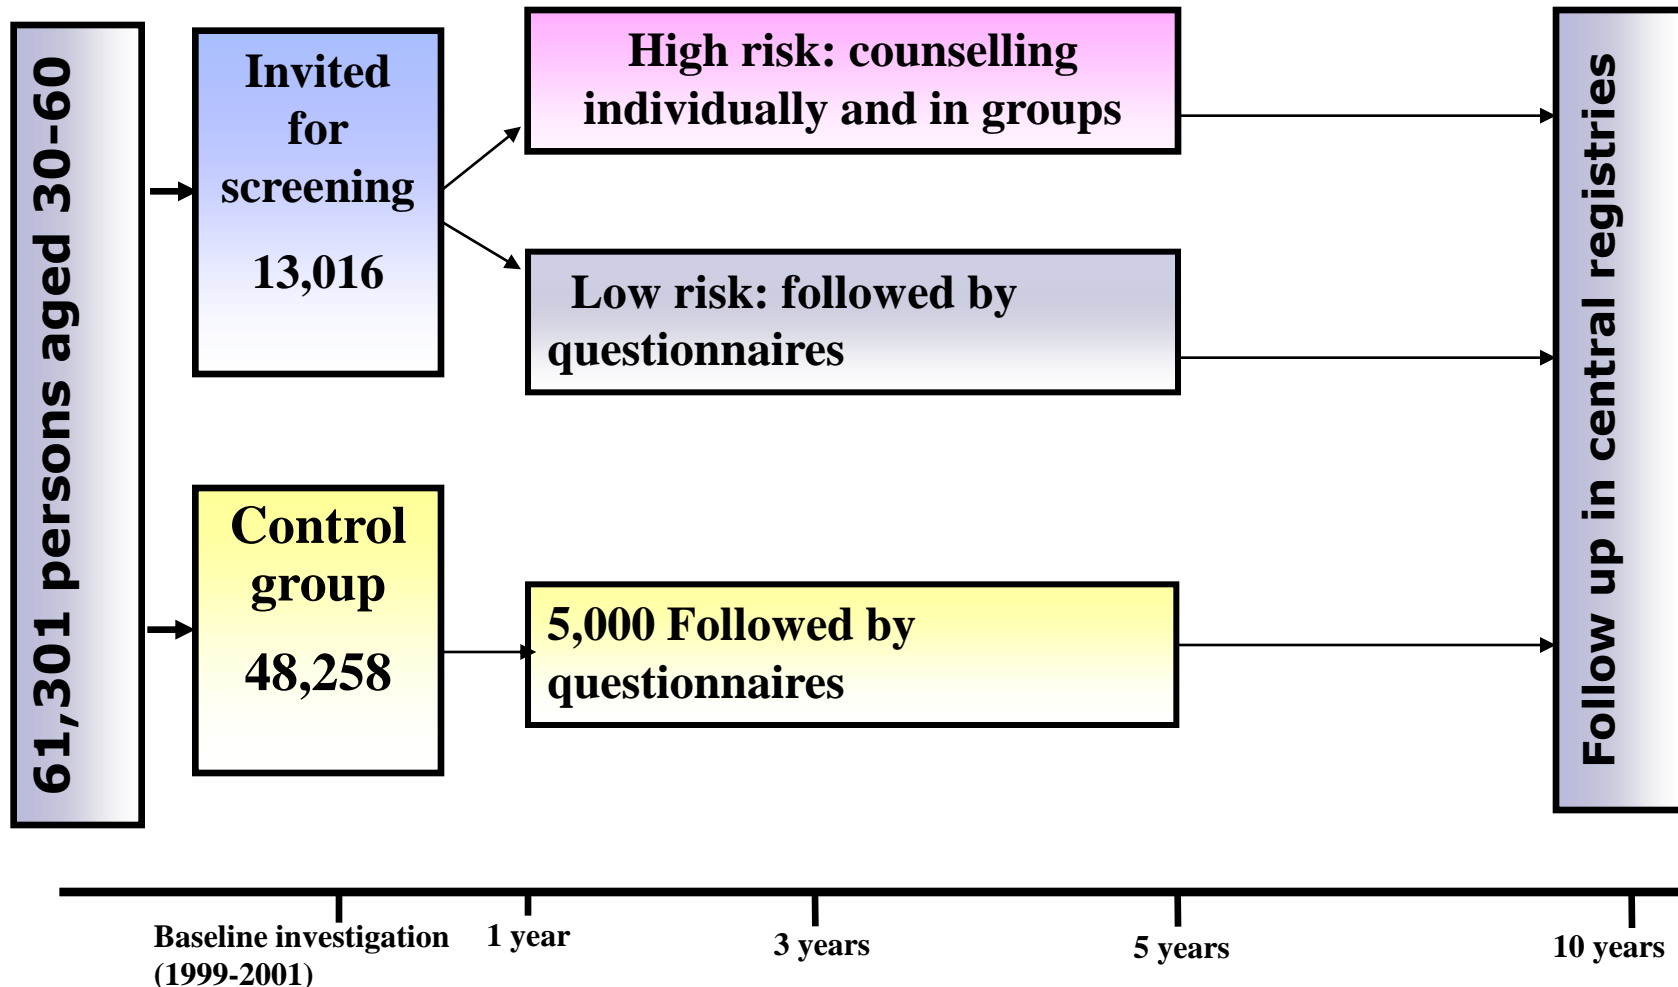 61,301 persons aged 30-60
Invited
for
screening
13,016
High risk: counselling
individually and in groups
Low risk: followed by
questionnaires
Control
group
48,258
5,000 Followed by
questionnaires
Follow up in central registries
Baseline investigation
(1999-2001)
1 year
3 years
5 years
10 years